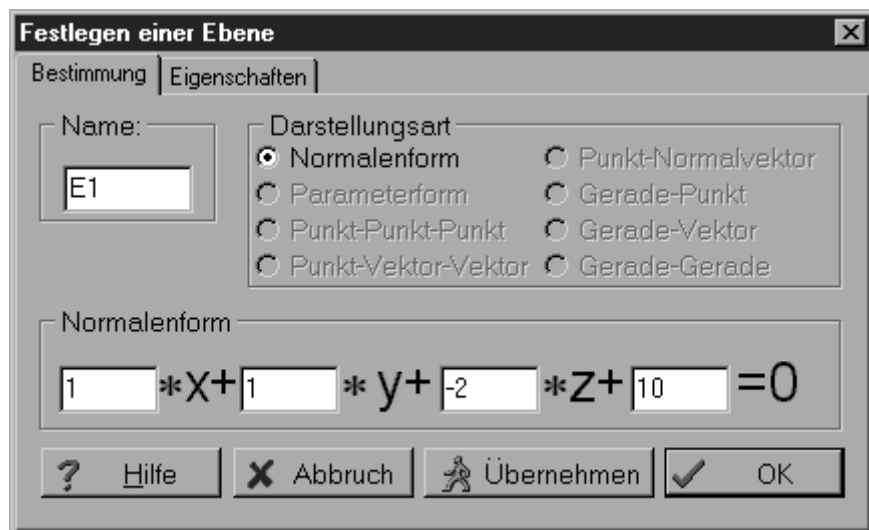 Festlegen einer Ebene
Bestimmung Eigenschaften
Name: Darstellungsart
E1
Normalenform Punkt-Normalvektor
Parameterform Gerade-Punkt
Punkt-Punkt-Punkt Gerade-Vektor
Punkt-Vektor-Vektor Gerade-Gerade
Normalenform
1 *x+ 1 * y+ -2 *z+ 10 =0
? Hilfe Abbruch Übernehmen OK